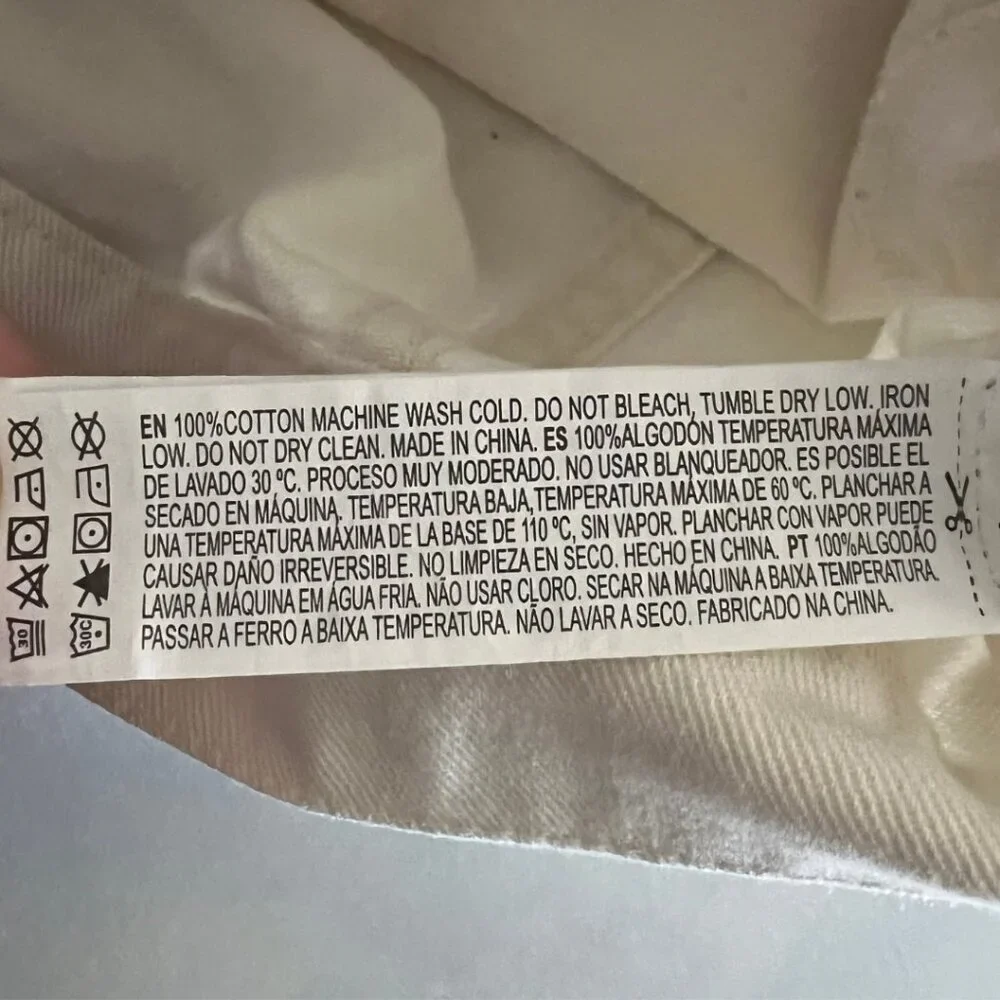 EN 100%COTTON MACHINE WASH COLD. DO NOT BLEACH, TUMBLE DRY LOW. IRON
LOW. DO NOT DRY CLEAN. MADE IN CHINA. ES 100%ALGODÓN TEMPERATURA MÁXIMA
DE LAVADO 30 ºC. PROCESO MUY MODERADO. NO USAR BLANQUEADOR. ES POSIBLE EL
SECADO EN MÁQUINA, TEMPERATURA BAJA, TEMPERATURA MÁXIMA DE 60 ºC. PLANCHAR A
UNA TEMPERATURA MÁXIMA DE LA BASE DE 110 ºC, SIN VAPOR. PLANCHAR CON VAPOR PUEDE
CAUSAR DAÑO IRREVERSIBLE. NO LIMPIEZA EN SECO. HECHO EN CHINA. PT 100%ALGODÃO
LAVAR À MÁQUINA EM ÁGUA FRIA. NÃO USAR CLORO. SECAR NA MÁQUINA A BAIXA TEMPERATURA.
PASSAR A FERRO A BAIXA TEMPERATURA. NÃO LAVAR A SECO. FABRICADO NA CHINA.
30
30C